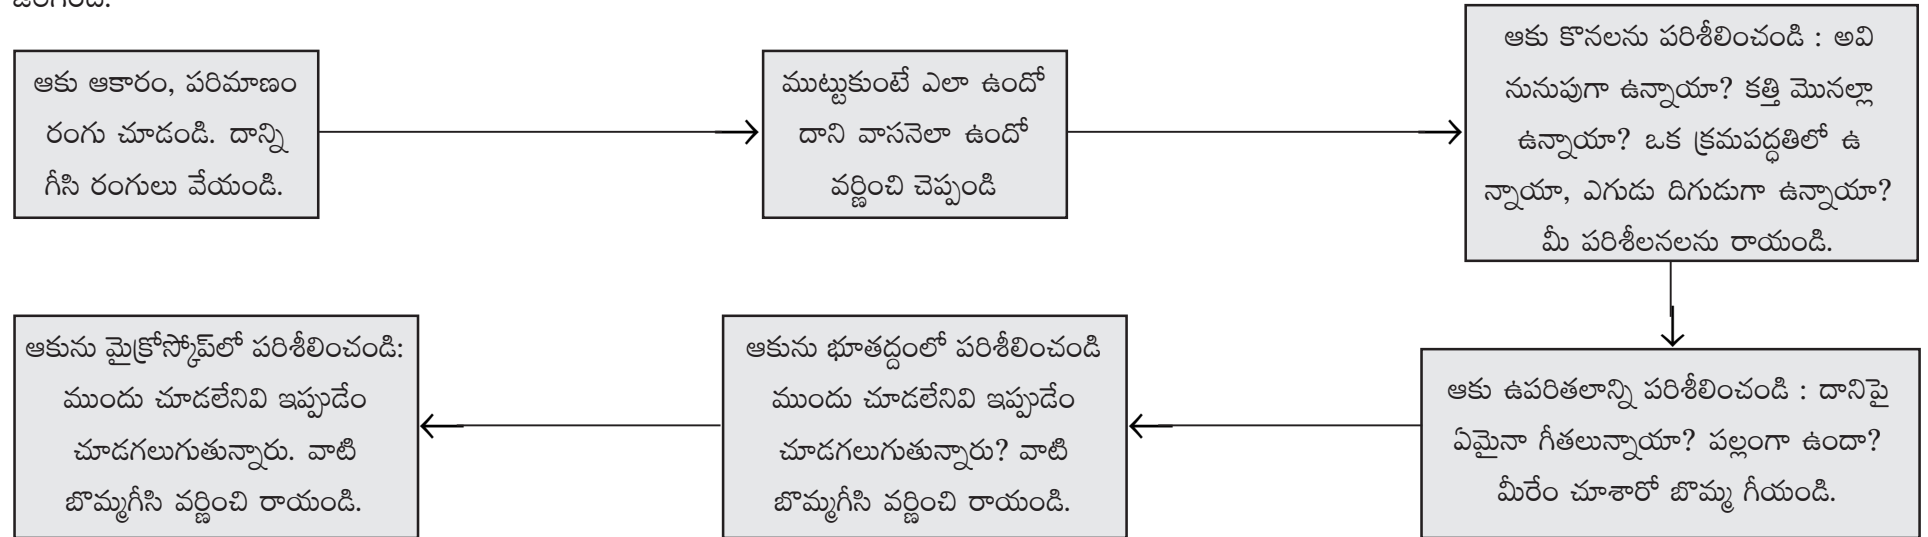 ఆకు ఆకారం, పరిమాణం
రంగు చూడండి. దాన్ని
గీసి రంగులు వేయండి.
ముట్టుకుంటే ఎలా ఉందో
దాని వాసనెలా ఉందో
వర్ణించి చెప్పండి
ఆకు కొనలను పరిశీలించండి : అవి
నునుపుగా ఉన్నాయా? కత్తి మొనల్లా
ఉన్నాయా? ఒక క్రమపద్ధతిలో ఉ
న్నాయా, ఎగుడు దిగుడుగా ఉన్నాయా?
మీ పరిశీలనలను రాయండి.
ఆకు ఉపరితలాన్ని పరిశీలించండి : దానిపై
ఏమైనా గీతలున్నాయా? పల్లంగా ఉందా?
మీరేం చూశారో బొమ్మ గీయండి.
ఆకును భూతద్దంలో పరిశీలించండి
ముందు చూడలేనివి ఇప్పుడేం
చూడగలుగుతున్నారు? వాటి
బొమ్మగీసి వర్ణించి రాయండి.
ఆకును మైక్రోస్కోప్‌లో పరిశీలించండి:
ముందు చూడలేనివి ఇప్పుడేం
చూడగలుగుతున్నారు. వాటి
బొమ్మగీసి వర్ణించి రాయండి.